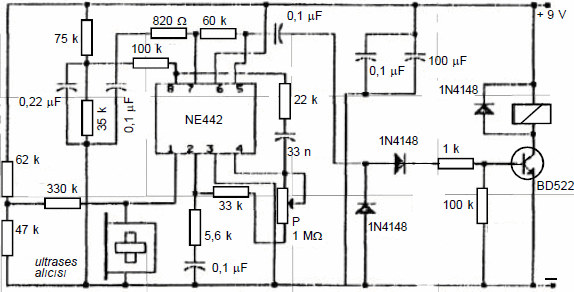 820 Ω
60 k
0,1 µF
+ 9 V
75 k
100 k
0,22 µF
35 k
0,1 µF
8 7 6 5
NE442
1 2 3 4
22 k
33 n
0,1 µF
100 µF
1N4148
1N4148
1 k
BD522
62 k
330 k
33 k
P
1 MΩ
1N4148
100 k
47 k
5,6 k
0,1 µF
ultrases
alıcısı